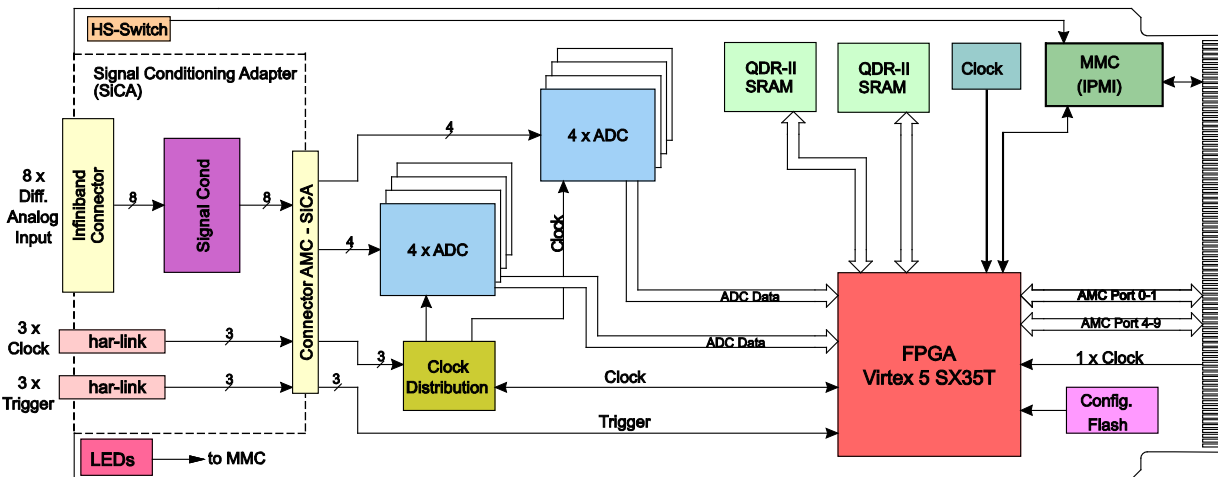 HS-Switch
Signal Conditioning Adapter
(SiCA)
8 x
Diff.
Analog
Input
Infiniband
Connector
8
Signal Cond
8
Connector AMC - SiCA
4
4 x ADC
4
4 x ADC
Clock
QDR-II
SRAM
QDR-II
SRAM
Clock
MMC
(IPMI)
ADC Data
ADC Data
AMC Port 0-1
AMC Port 4-9
1 x Clock
FPGA
Virtex 5 SX35T
Config.
Flash
3 x
Clock
har-link
3
3
Clock
Distribution
Clock
3 x
Trigger
har-link
3
3
Trigger
LEDs
to MMC